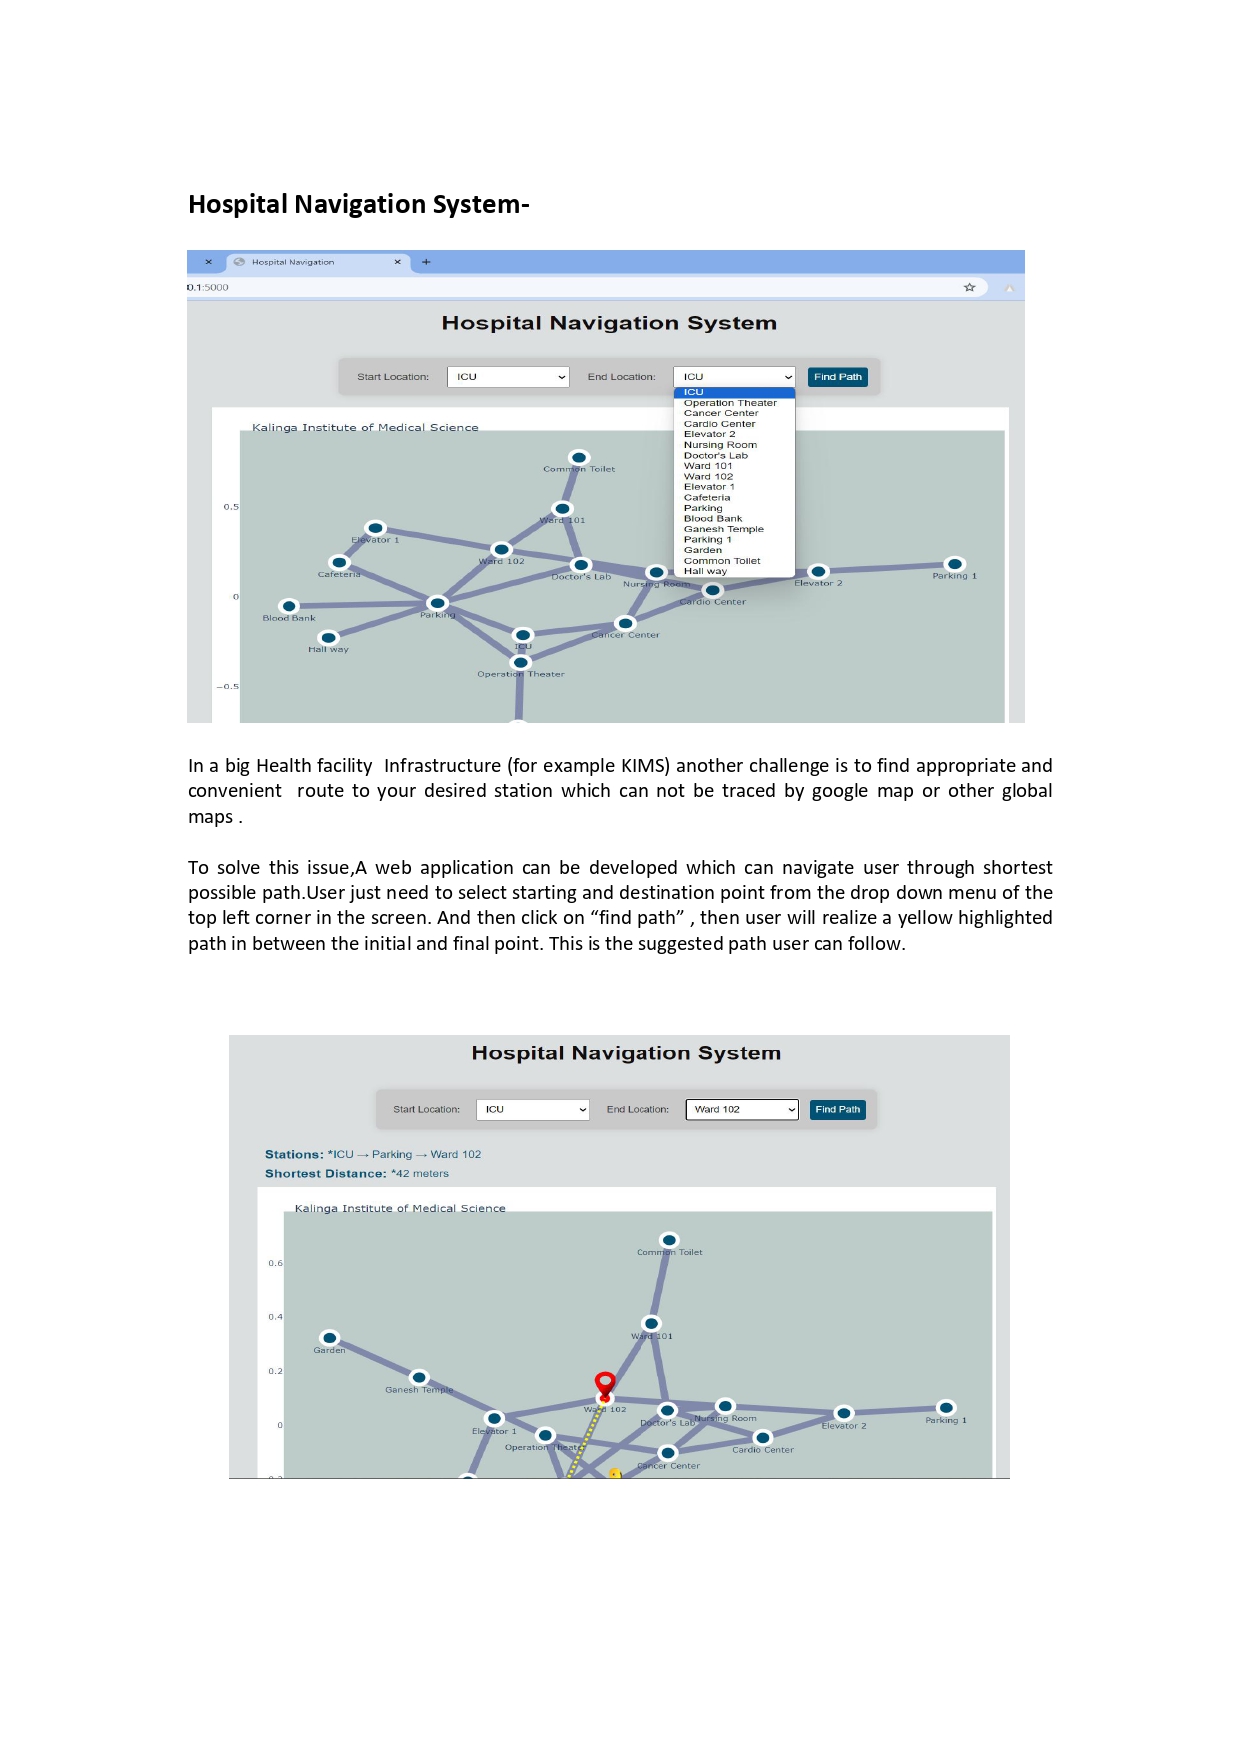 Hospital Navigation System-
Hospital Navigation
0.1:5000
Hospital Navigation System
Start Location: ICU End Location: ICU Find Path
ICU
Operation Theater
Cancer Center
Cardio Center
Elevator 2
Nursing Room
Doctor's Lab
Ward 101
Ward 102
Elevator 1
Cafeteria
Parking
Blood Bank
Ganesh Temple
Parking 1
Garden
Common Toilet
Hall way
Kalinga Institute of Medical Science
Common Toilet
0.5
Ward 101
Elevator 1
Ward 102
Cafeteria
Doctor's Lab
Nursing Room
Elevator 2
Parking 1
0
Cardio Center
Blood Bank
Parking
Cancer Center
Hall way
ICU
Operation Theater
−0.5
In a big Health facility Infrastructure (for example KIMS) another challenge is to find appropriate and
convenient route to your desired station which can not be traced by google map or other global
maps .
To solve this issue,A web application can be developed which can navigate user through shortest
possible path.User just need to select starting and destination point from the drop down menu of the
top left corner in the screen. And then click on “find path” , then user will realize a yellow highlighted
path in between the initial and final point. This is the suggested path user can follow.
Hospital Navigation System
Start Location: ICU End Location: Ward 102 Find Path
Stations: *ICU → Parking → Ward 102
Shortest Distance: *42 meters
Kalinga Institute of Medical Science
Common Toilet
0.6
0.4
Ward 101
Garden
0.2
Ganesh Temple
Ward 102
0
Elevator 1
Doctor's Lab
Nursing Room
Elevator 2
Parking 1
Operation Theater
Cardio Center
Cancer Center